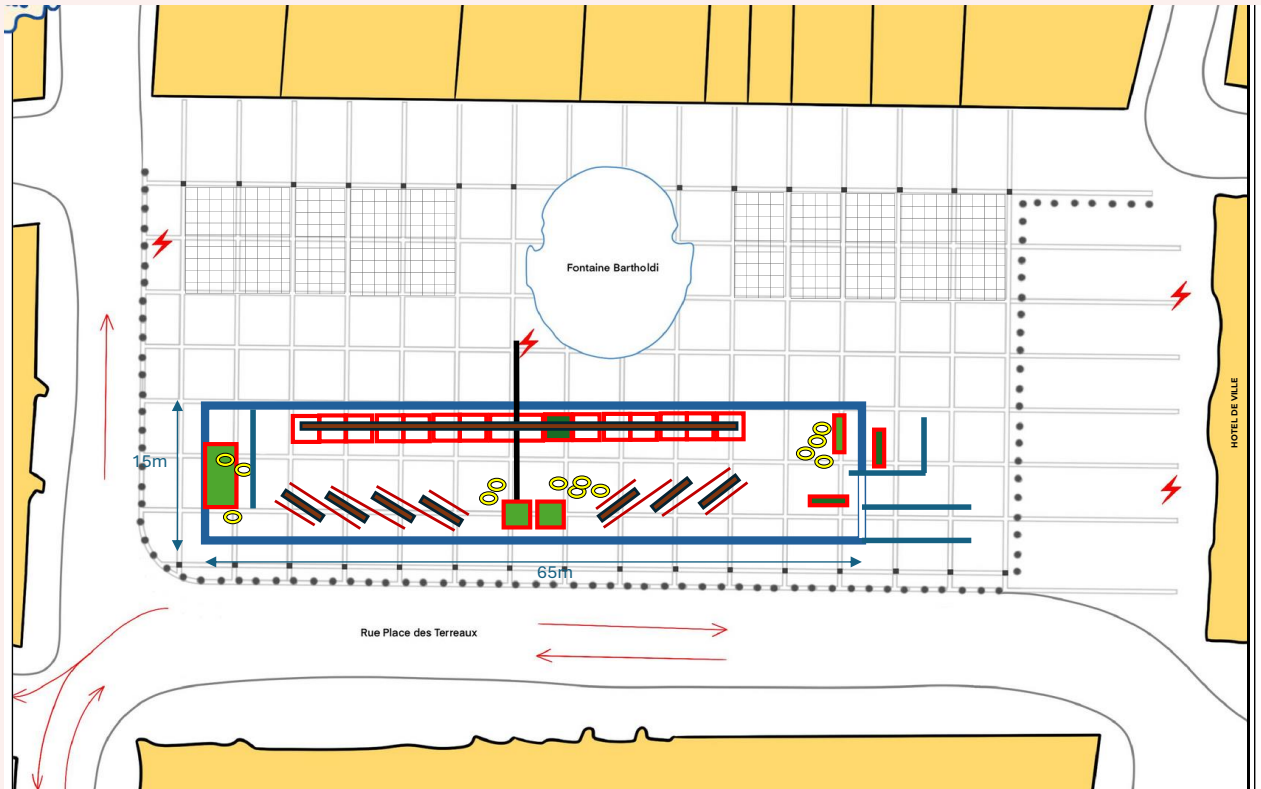 Fontaine Bartholdi
HOTEL DE VILLE
15m
65m
Rue Place des Terreaux